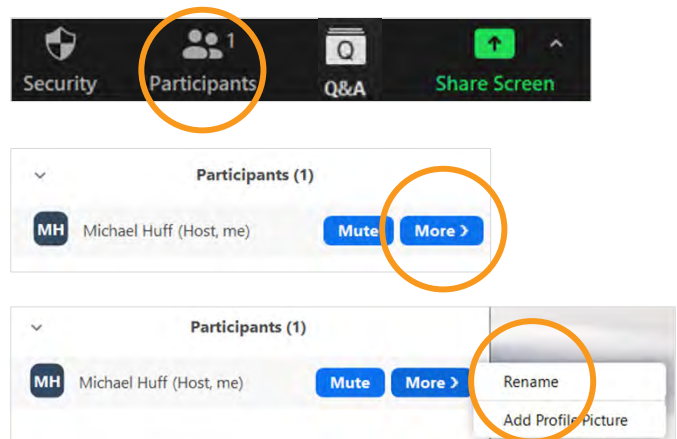 1
Security Participants Q Q&A Share Screen
Participants (1)
MH Michael Huff (Host, me) Mute More >
Participants (1)
MH Michael Huff (Host, me) Mute More > Rename
Add Profile Picture